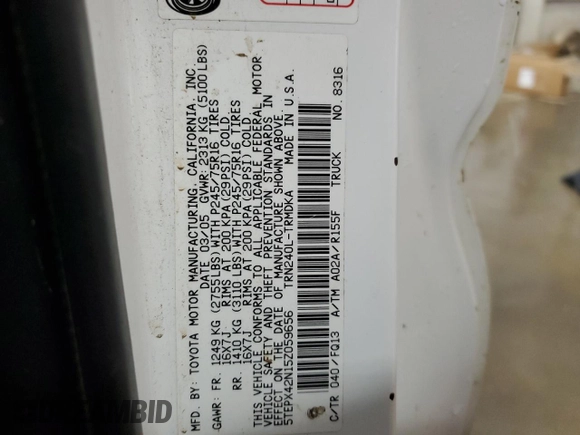 MFD. BY: TOYOTA MOTOR MANUFACTURING, CALIFORNIA, INC.
DATE 03/05 GVWR: 2313 KG (5100 LBS)
GAWR: FR. 1249 KG (2755 LBS) WITH P245/75R16 TIRES
16X7J RIMS AT 200 KPA (29PSI) COLD.
RR. 1410 KG (3110 LBS) WITH P245/75R16 TIRES
16X7J RIMS AT 200 KPA (29PSI) COLD.
THIS VEHICLE CONFORMS TO ALL APPLICABLE FEDERAL MOTOR
VEHICLE SAFETY AND THEFT PREVENTION STANDARDS IN
EFFECT ON THE DATE OF MANUFACTURE SHOWN ABOVE.
5TEPX42N15Z059656 TRN240L-TRMDKA MADE IN U.S.A.
C/TR 040/FQ13 A/TM A02A/R155F TRUCK NO. 8316